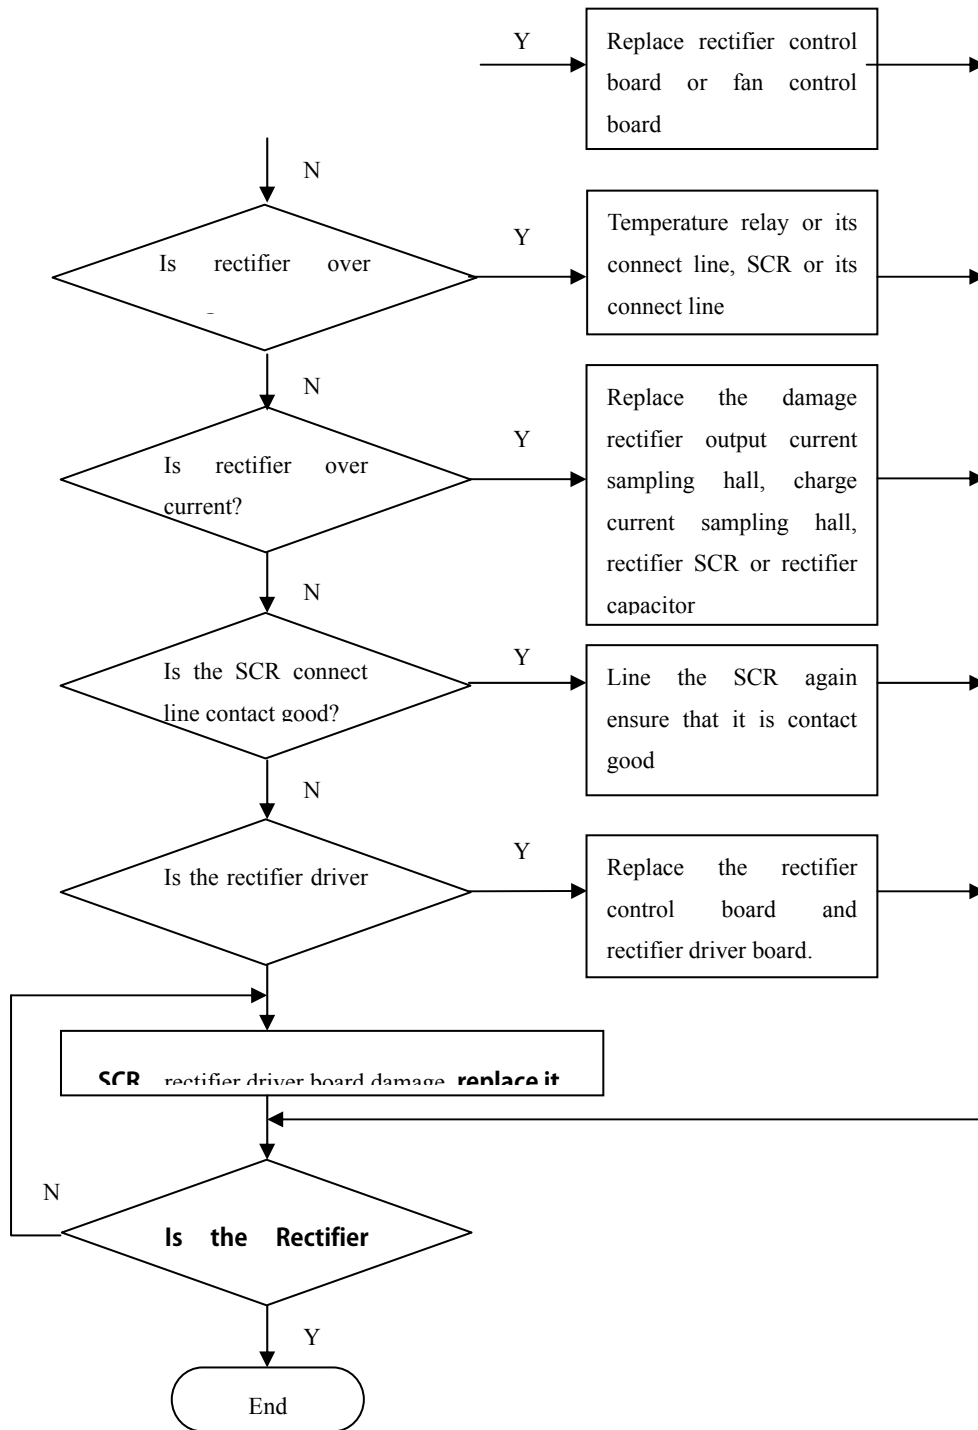 Y
Replace rectifier control
board or fan control
board
N
Is rectifier over
Y
Temperature relay or its
connect line, SCR or its
connect line
N
Is rectifier over
current?
Y
Replace the damage
rectifier output current
sampling hall, charge
current sampling hall,
rectifier SCR or rectifier
capacitor
N
Is the SCR connect
line contact good?
Y
Line the SCR again
ensure that it is contact
good
N
Is the rectifier driver
Y
Replace the rectifier
control board and
rectifier driver board.
SCR rectifier driver board damage replace it
N
Is the Rectifier
Y
End